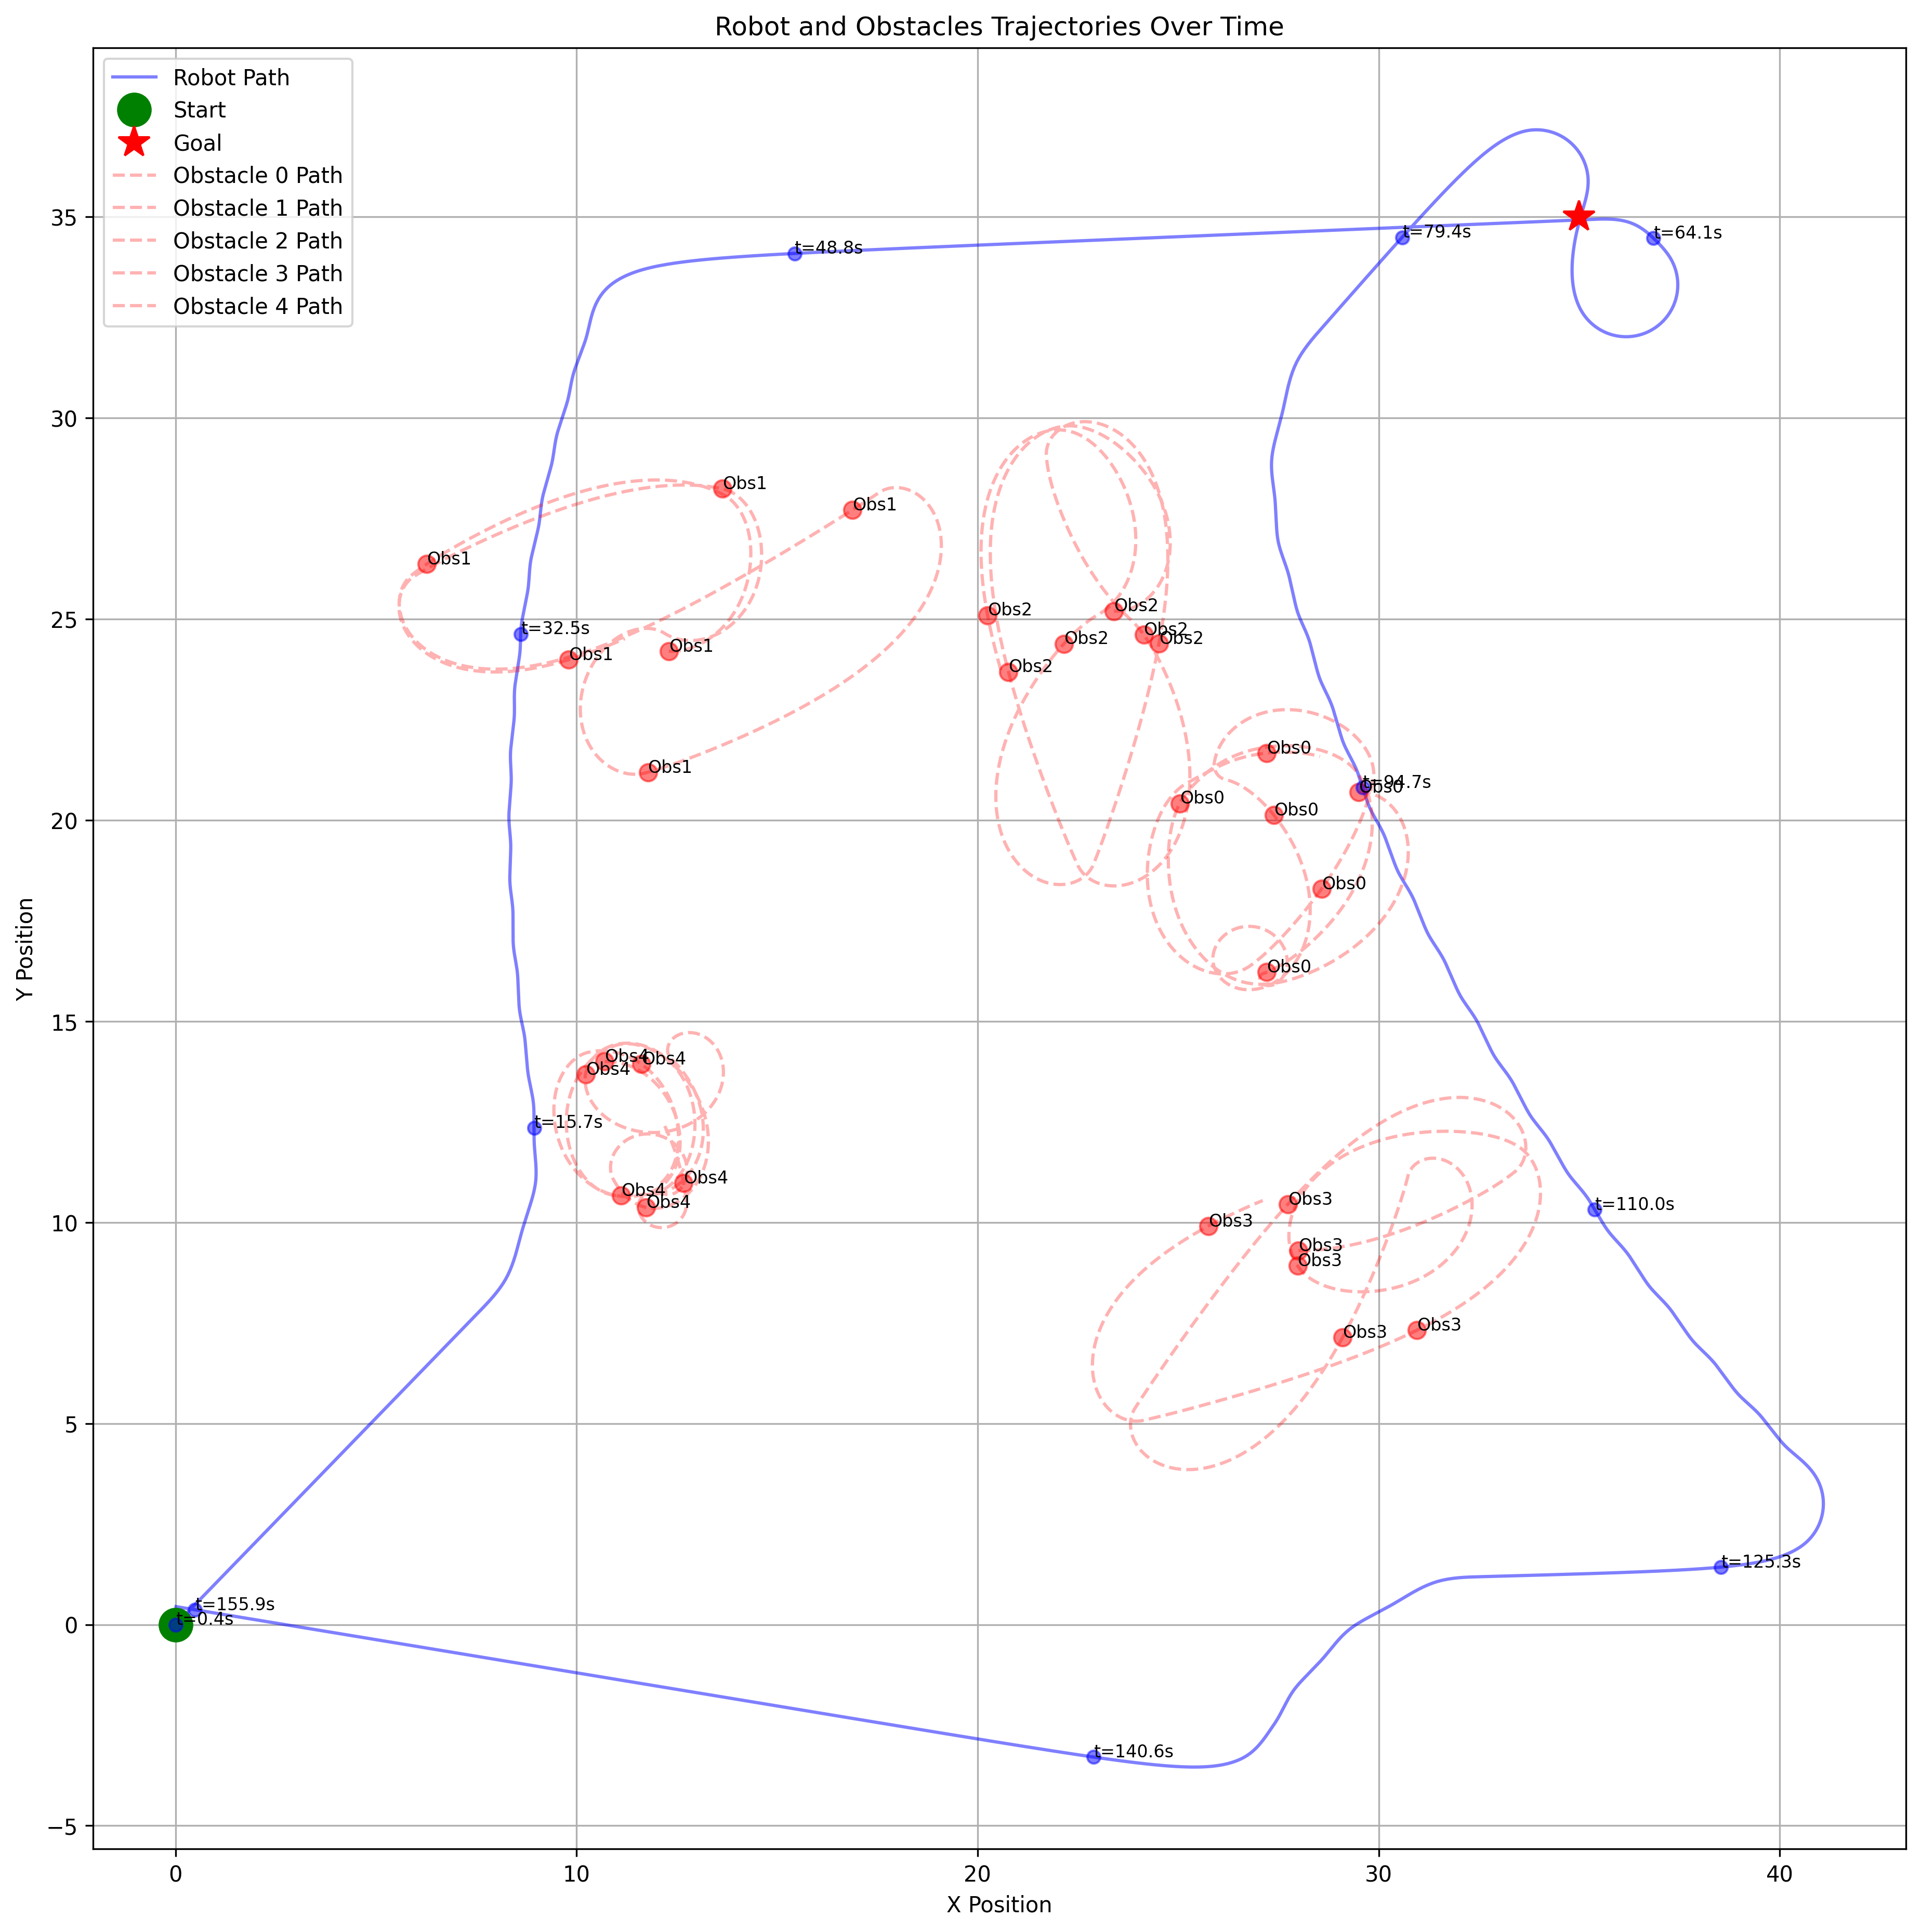 Robot and Obstacles Trajectories Over Time
Robot Path
Start
Goal
Obstacle 0 Path
Obstacle 1 Path
Obstacle 2 Path
Obstacle 3 Path
Obstacle 4 Path
t=79.4s
t=64.1s
t=48.8s
Obs1
Obs1
Obs1
t=32.5s
Obs1
Obs1
Obs1
Obs2
Obs2
Obs2
Obs2
Obs2
Obs2
Obs0
t=94.7s
Obs0
Obs0
Obs0
Obs0
Obs0
Obs4
Obs4
Obs4
t=15.7s
Obs4
Obs4
Obs4
Obs3
Obs3
Obs3
Obs3
Obs3
Obs3
t=110.0s
t=125.3s
t=155.9s
t=0.4s
t=140.6s
35
30
25
20
15
10
5
0
−5
Y Position
0
10
20
30
40
X Position